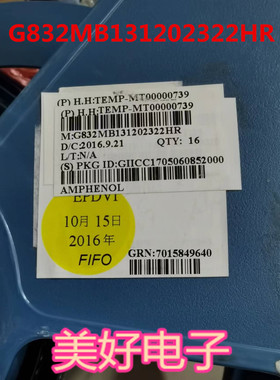 G832MB131202322HR
(P) H.H:TEMP-MT00000739
(P) H.H:TEMP-MT00000739
M:G832MB131202322HR
D/C:2016.9.21 QTY: 16
L/T:N/A
(S) PKG ID:GIICC1705060852000
AMPHENOL
EPDVI
10月 15日
2016年
FIFO
GRN:7015849640
美好电子